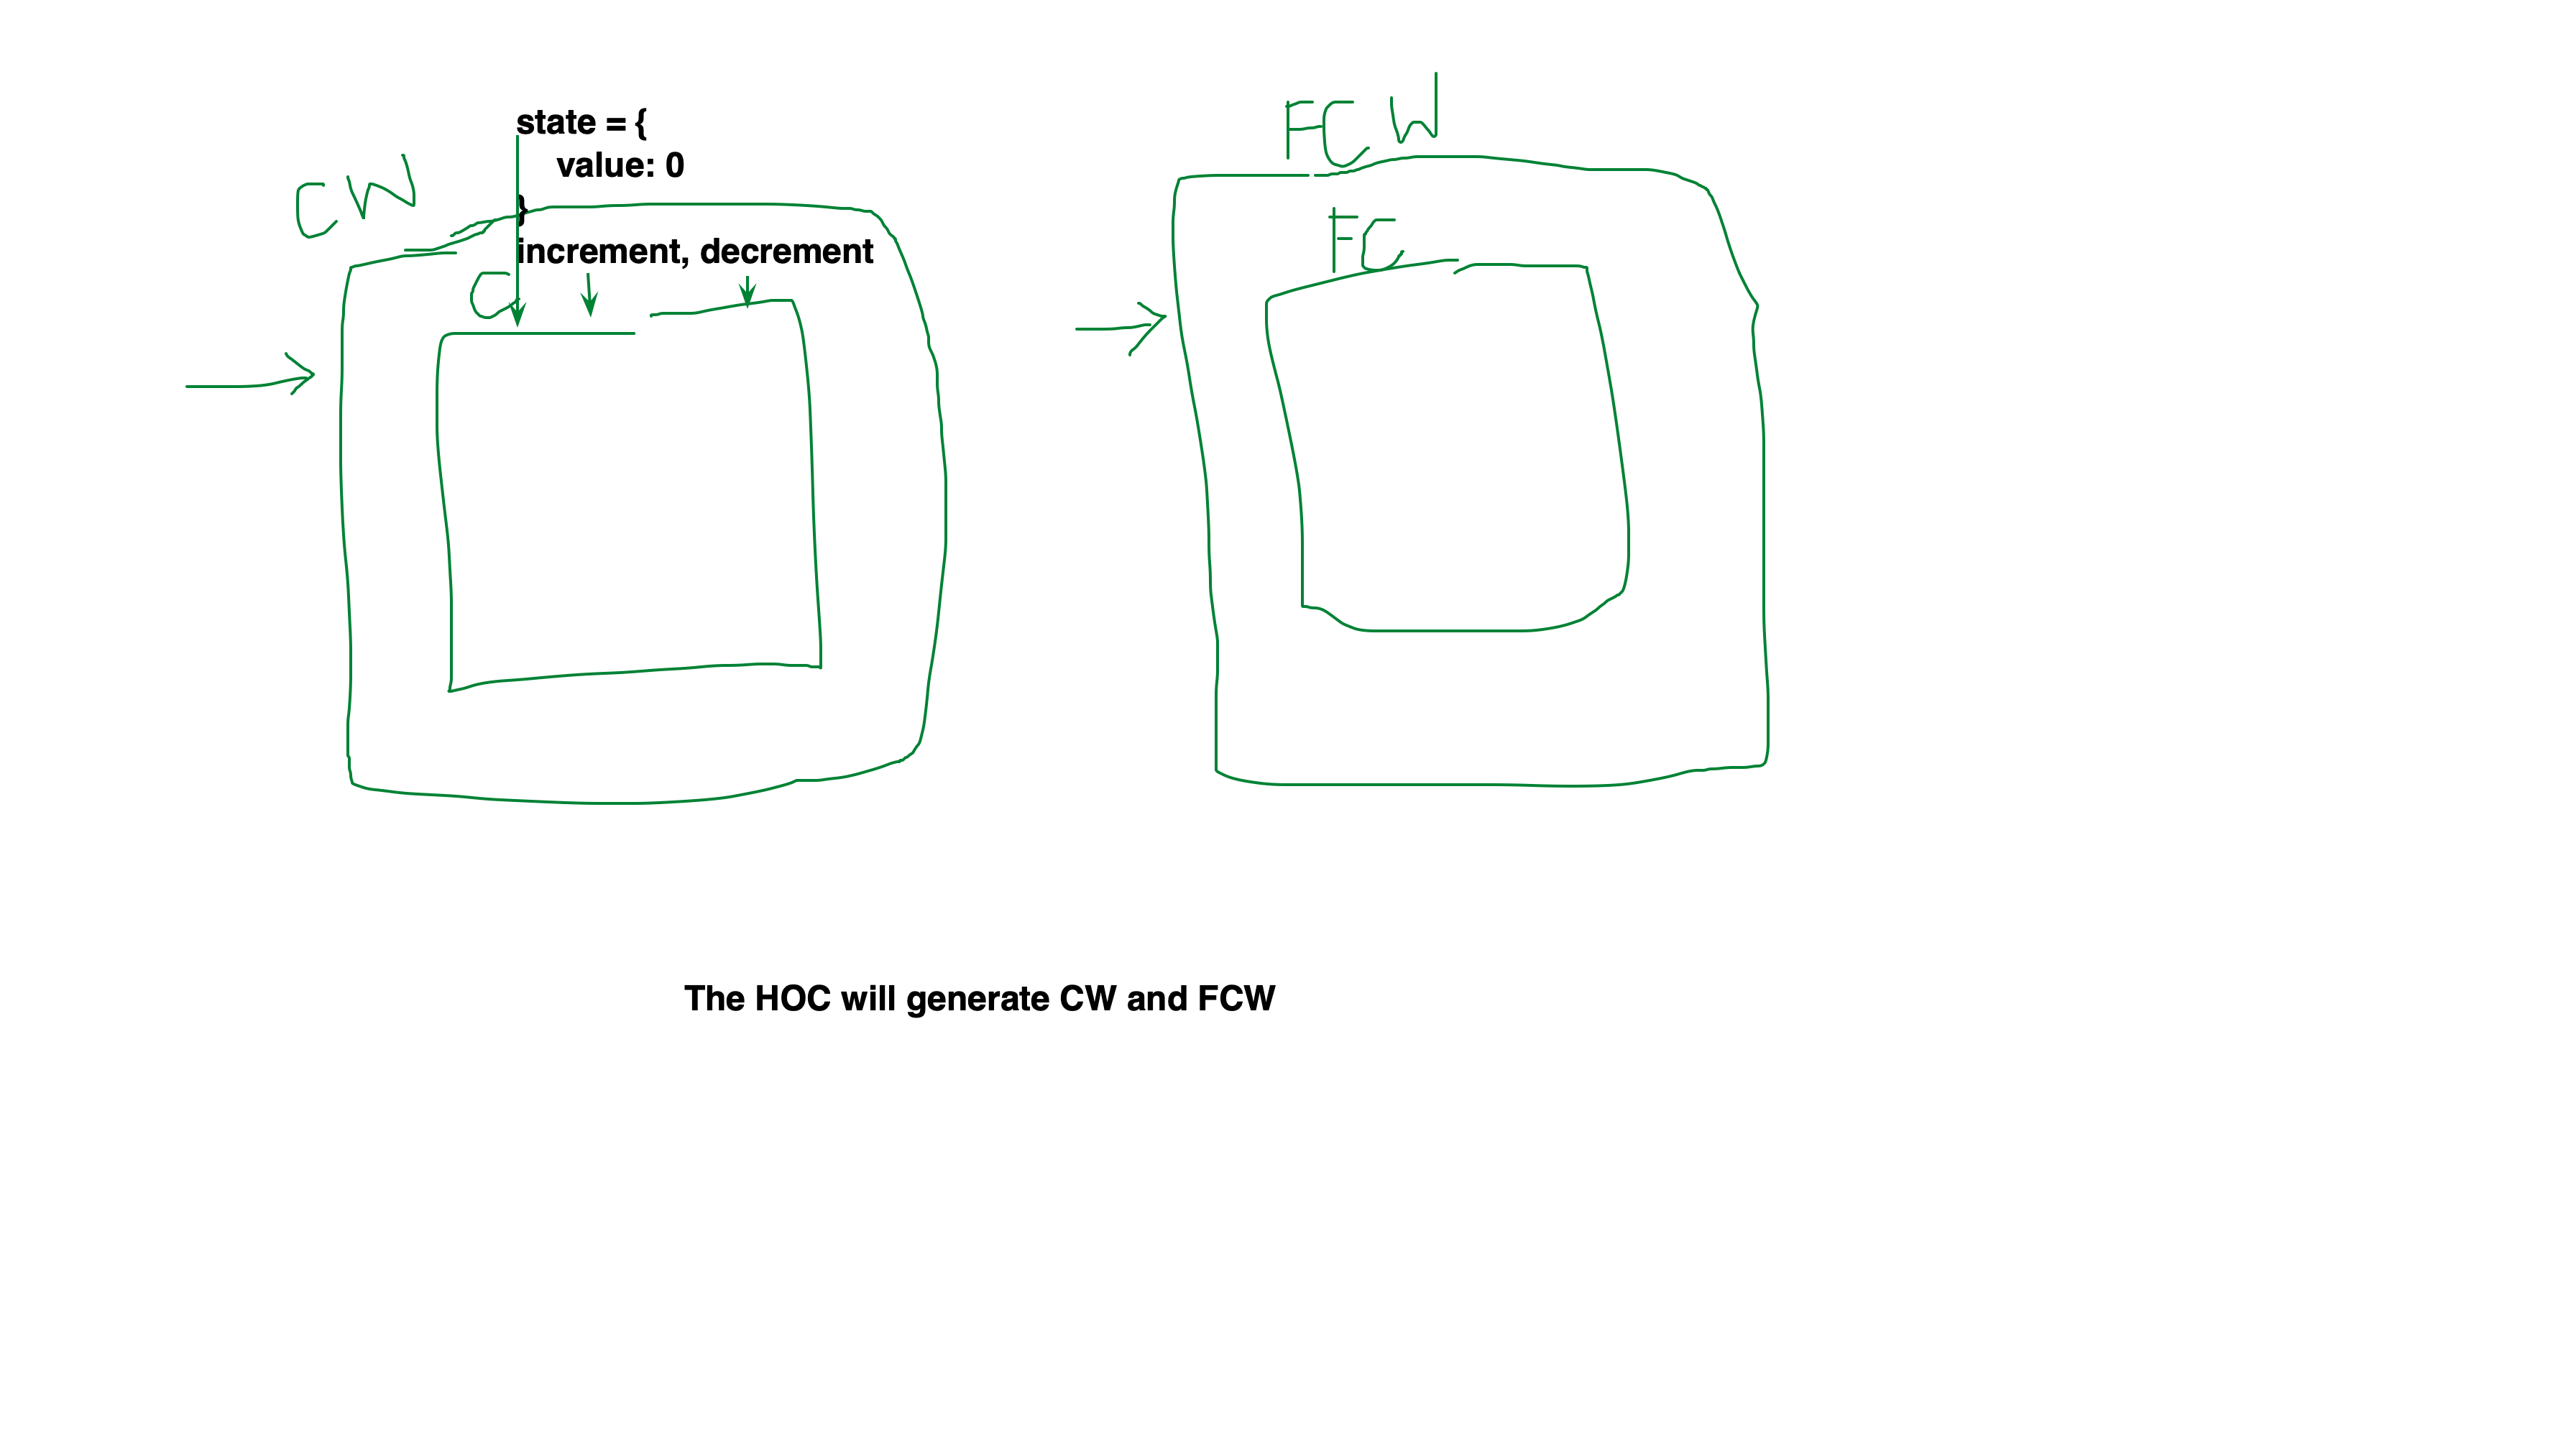 state = {
value: 0
}
increment, decrement
CW
C
FCW
FC
The HOC will generate CW and FCW